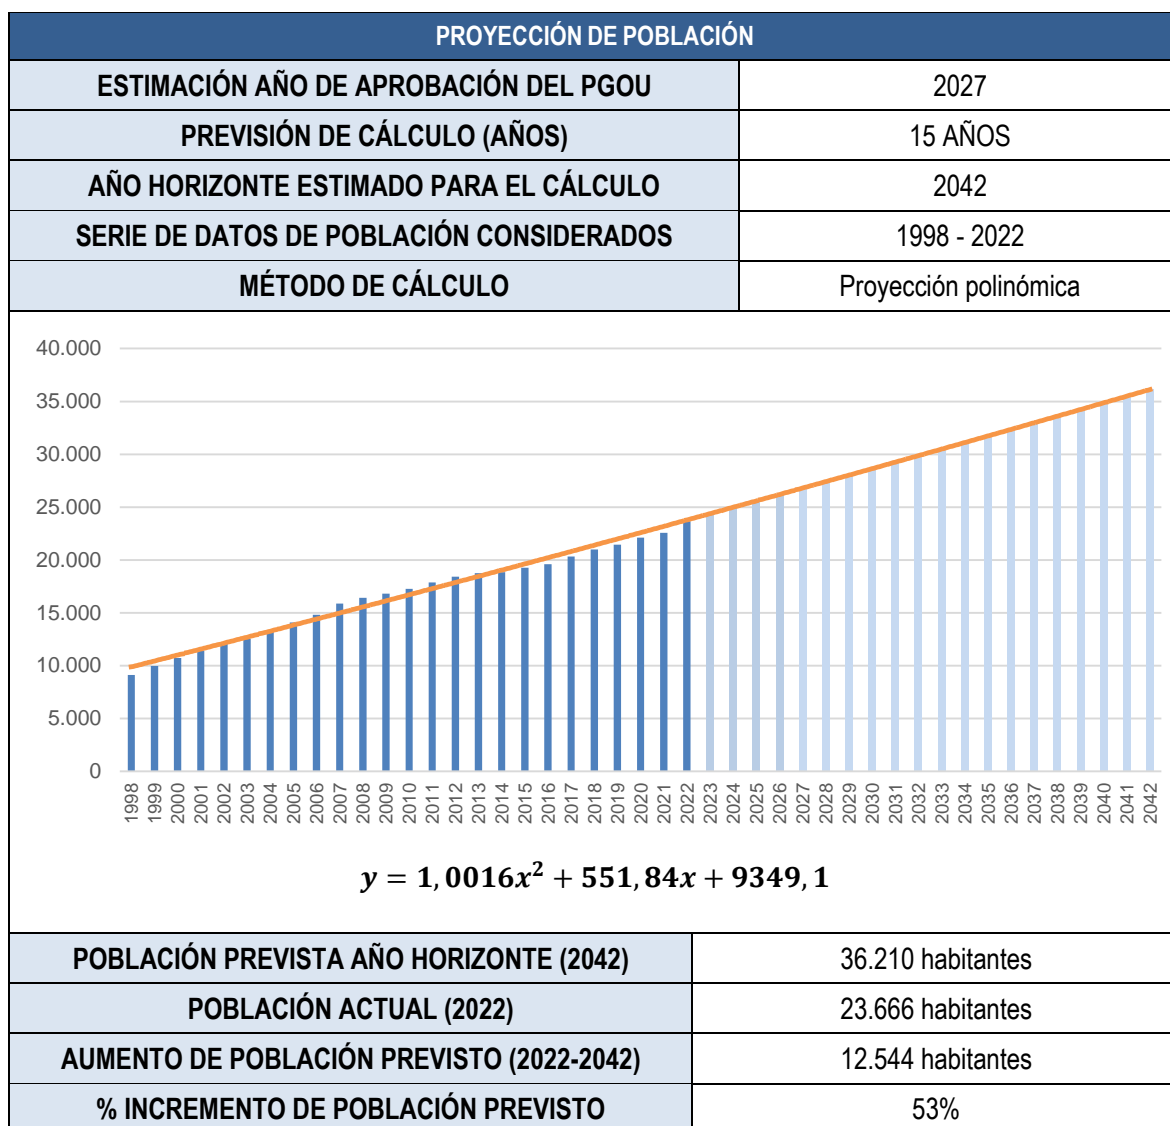 PROYECCIÓN DE POBLACIÓN
ESTIMACIÓN AÑO DE APROBACIÓN DEL PGOU 2027
PREVISIÓN DE CÁLCULO (AÑOS) 15 AÑOS
AÑO HORIZONTE ESTIMADO PARA EL CÁLCULO 2042
SERIE DE DATOS DE POBLACIÓN CONSIDERADOS 1998 - 2022
MÉTODO DE CÁLCULO Proyección polinómica
40.000
35.000
30.000
25.000
20.000
15.000
10.000
5.000
0
1998 1999 2000 2001 2002 2003 2004 2005 2006 2007 2008 2009 2010 2011 2012 2013 2014 2015 2016 2017 2018 2019 2020 2021 2022 2023 2024 2025 2026 2027 2028 2029 2030 2031 2032 2033 2034 2035 2036 2037 2038 2039 2040 2041 2042
y = 1,0016x² + 551,84x + 9349,1
POBLACIÓN PREVISTA AÑO HORIZONTE (2042) 36.210 habitantes
POBLACIÓN ACTUAL (2022) 23.666 habitantes
AUMENTO DE POBLACIÓN PREVISTO (2022-2042) 12.544 habitantes
% INCREMENTO DE POBLACIÓN PREVISTO 53%